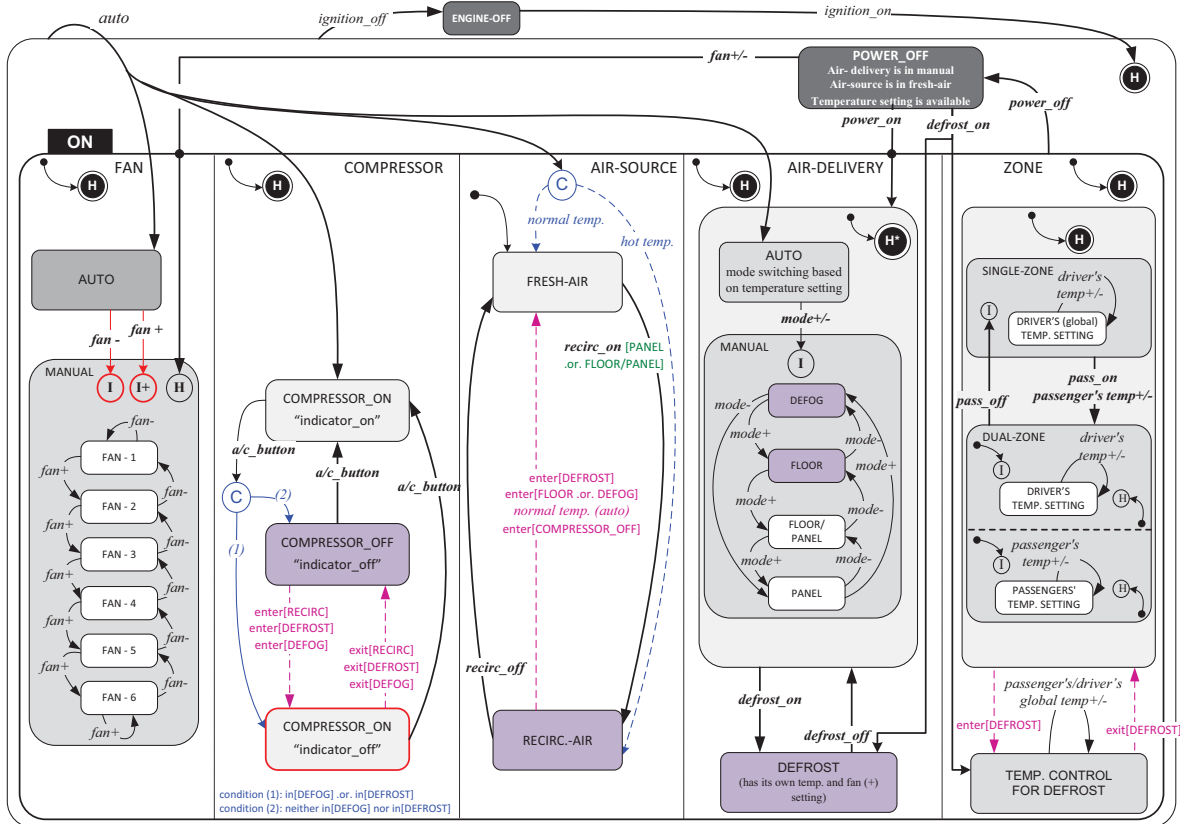 auto
ignition_off
ENGINE-OFF
ignition_on
H
POWER_OFF
Air- delivery is in manual
Air-source is in fresh-air
Temperature setting is available
fan+/-
power_on
defrost_on
power_off
ON
FAN
H
AUTO
fan -
fan +
MANUAL
I
I+
H
fan-
FAN - 1
fan+
fan-
FAN - 2
fan+
fan-
FAN - 3
fan+
fan-
FAN - 4
fan+
fan-
FAN - 5
fan+
fan-
FAN - 6
fan+
COMPRESSOR
H
COMPRESSOR_ON
“indicator_on”
a/c_button
a/c_button
a/c_button
C
(2)
(1)
COMPRESSOR_OFF
“indicator_off”
enter[RECIRC]
enter[DEFROST]
enter[DEFOG]
exit[RECIRC]
exit[DEFROST]
exit[DEFOG]
COMPRESSOR_ON
“indicator_off”
condition (1): in[DEFOG] .or. in[DEFROST]
condition (2): neither in[DEFOG] nor in[DEFROST]
AIR-SOURCE
C
normal temp.
hot temp.
FRESH-AIR
recirc_on [PANEL
.or. FLOOR/PANEL]
enter[DEFROST]
enter[FLOOR .or. DEFOG]
normal temp. (auto)
enter[COMPRESSOR_OFF]
recirc_off
RECIRC.-AIR
AIR-DELIVERY
H
H*
AUTO
mode switching based
on temperature setting
mode+/-
MANUAL
I
DEFOG
mode-
mode+
mode-
FLOOR
mode+
mode+
mode-
FLOOR/
PANEL
mode+
mode-
PANEL
defrost_on
defrost_off
DEFROST
(has its own temp. and fan (+)
setting)
ZONE
H
H
SINGLE-ZONE
driver's
temp+/-
I
DRIVER'S (global)
TEMP. SETTING
pass_on
passenger's temp+/-
pass_off
DUAL-ZONE
driver's
temp+/-
I
DRIVER'S
TEMP. SETTING
H
passenger's
temp+/-
I
PASSENGERS'
TEMP. SETTING
H
passenger's/driver’s
global temp+/-
enter[DEFROST]
exit[DEFROST]
TEMP. CONTROL
FOR DEFROST